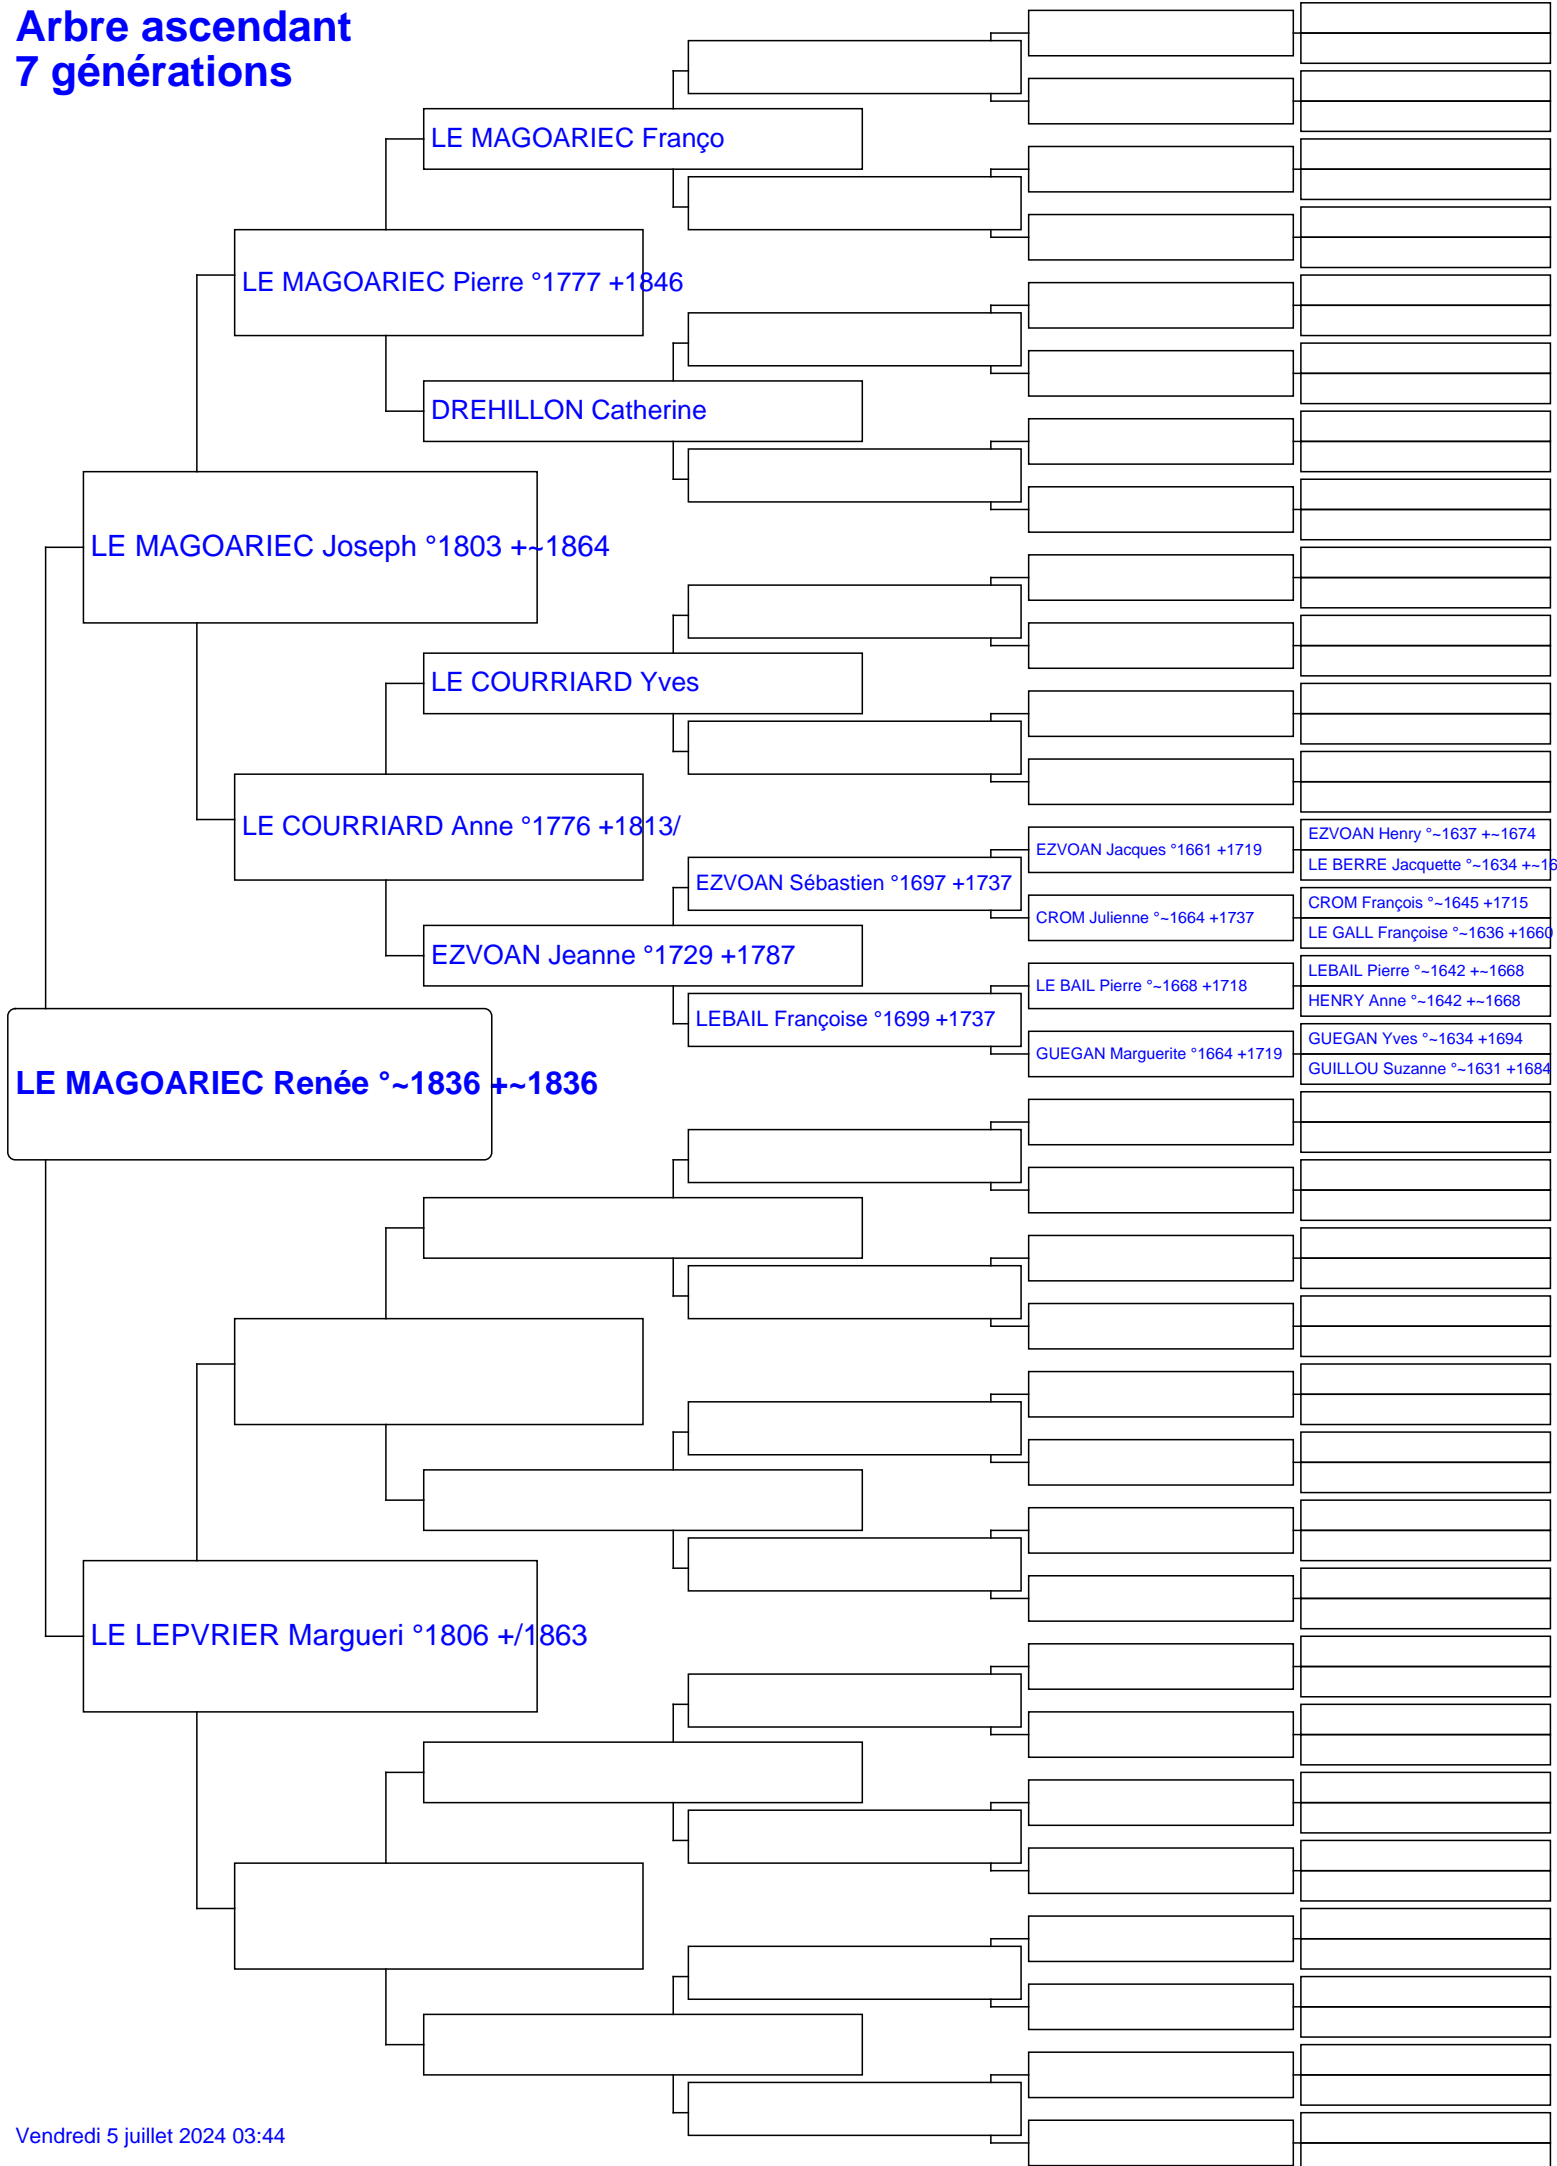 Arbre ascendant
7 générations
LE MAGOARIEC Franço
LE MAGOARIEC Pierre °1777 +1846
DREHILLON Catherine
LE MAGOARIEC Joseph °1803 +~1864
LE COURRIARD Yves
LE COURRIARD Anne °1776 +1813/
EZVOAN Henry °~1637 +~1674
EZVOAN Jacques °1661 +1719
LE BERRE Jacquette °~1634 +~16
EZVOAN Sébastien °1697 +1737
CROM François °~1645 +1715
CROM Julienne °~1664 +1737
LE GALL Françoise °~1636 +1660
EZVOAN Jeanne °1729 +1787
LEBAIL Pierre °~1642 +~1668
LE BAIL Pierre °~1668 +1718
HENRY Anne °~1642 +~1668
LEBAIL Françoise °1699 +1737
GUEGAN Yves °~1634 +1694
GUEGAN Marguerite °1664 +1719
GUILLOU Suzanne °~1631 +1684
LE MAGOARIEC Renée °~1836 +~1836
LE LEPVRIER Margueri °1806 +/1863
Vendredi 5 juillet 2024 03:44